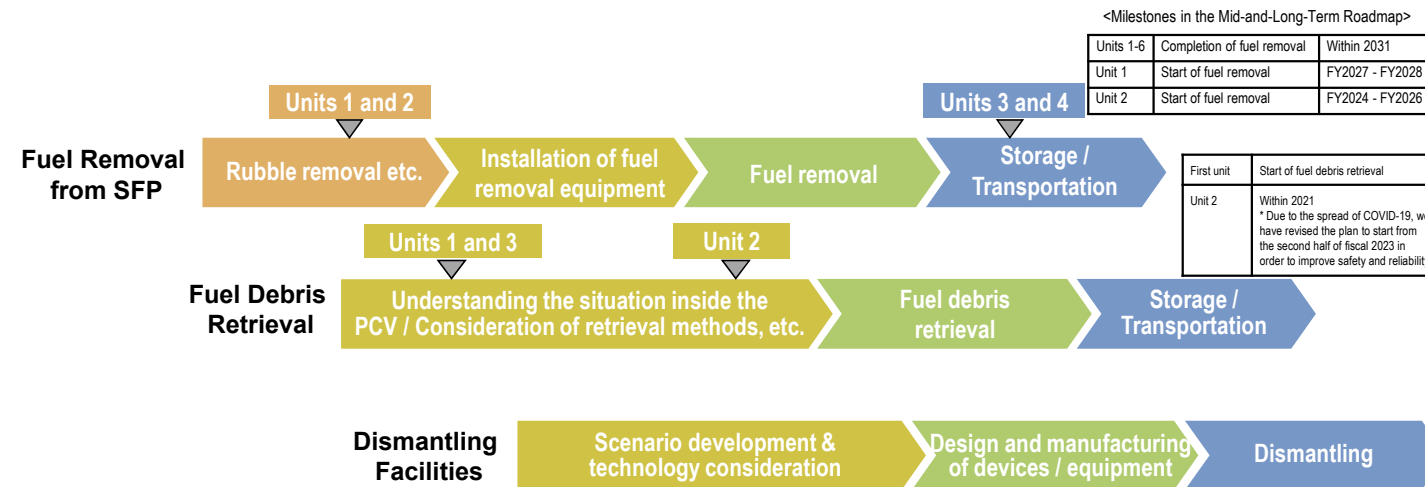 <Milestones in the Mid-and-Long-Term Roadmap>
Units 1-6 Completion of fuel removal Within 2031
Unit 1 Start of fuel removal FY2027 - FY2028
Unit 2 Start of fuel removal FY2024 - FY2026
Units 1 and 2
Units 3 and 4
Fuel Removal
from SFP
Rubble removal etc.
Installation of fuel
removal equipment
Fuel removal
Storage /
Transportation
First unit Start of fuel debris retrieval
Unit 2 Within 2021
* Due to the spread of COVID-19, we
have revised the plan to start from
the second half of fiscal 2023 in
order to improve safety and reliability
Units 1 and 3
Unit 2
Fuel Debris
Retrieval
Understanding the situation inside the
PCV / Consideration of retrieval methods, etc.
Fuel debris
retrieval
Storage /
Transportation
Dismantling
Facilities
Scenario development &
technology consideration
Design and manufacturing
of devices / equipment
Dismantling